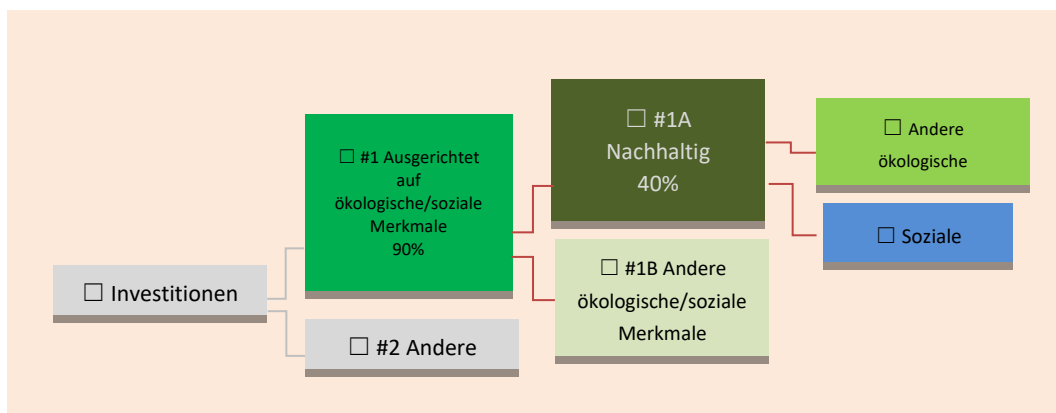 ☐ Investitionen
☐ #1 Ausgerichtet
auf
ökologische/soziale
Merkmale
90%
☐ #2 Andere
☐ #1A
Nachhaltig
40%
☐ #1B Andere
ökologische/soziale
Merkmale
☐ Andere
ökologische
☐ Soziale